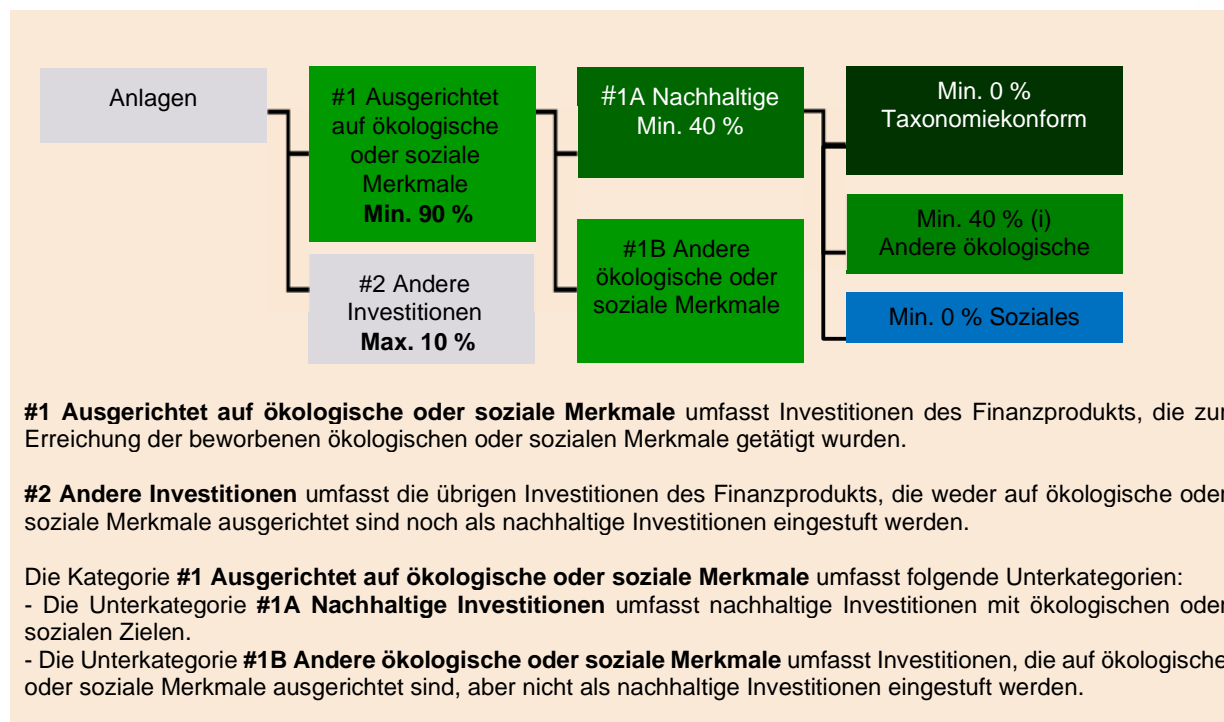 Anlagen
#1 Ausgerichtet
auf ökologische
oder soziale
Merkmale
Min. 90 %
#2 Andere
Investitionen
Max. 10 %
#1A Nachhaltige
Min. 40 %
#1B Andere
ökologische oder
soziale Merkmale
Min. 0 %
Taxonomiekonform
Min. 40 % (i)
Andere ökologische
Min. 0 % Soziales
#1 Ausgerichtet auf ökologische oder soziale Merkmale umfasst Investitionen des Finanzprodukts, die zur
Erreichung der beworbenen ökologischen oder sozialen Merkmale getätigt wurden.
#2 Andere Investitionen umfasst die übrigen Investitionen des Finanzprodukts, die weder auf ökologische oder
soziale Merkmale ausgerichtet sind noch als nachhaltige Investitionen eingestuft werden.
Die Kategorie #1 Ausgerichtet auf ökologische oder soziale Merkmale umfasst folgende Unterkategorien:
- Die Unterkategorie #1A Nachhaltige Investitionen umfasst nachhaltige Investitionen mit ökologischen oder
sozialen Zielen.
- Die Unterkategorie #1B Andere ökologische oder soziale Merkmale umfasst Investitionen, die auf ökologische
oder soziale Merkmale ausgerichtet sind, aber nicht als nachhaltige Investitionen eingestuft werden.